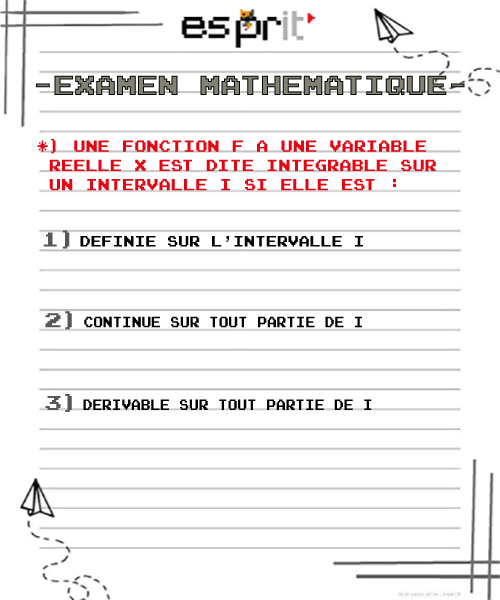 esprit
-EXAMEN MATHEMATIQUE-
*) UNE FONCTION F A UNE VARIABLE
REELLE X EST DITE INTEGRABLE SUR
UN INTERVALLE I SI ELLE EST :
1) DEFINIE SUR L'INTERVALLE I
2) CONTINUE SUR TOUT PARTIE DE I
3) DERIVABLE SUR TOUT PARTIE DE I